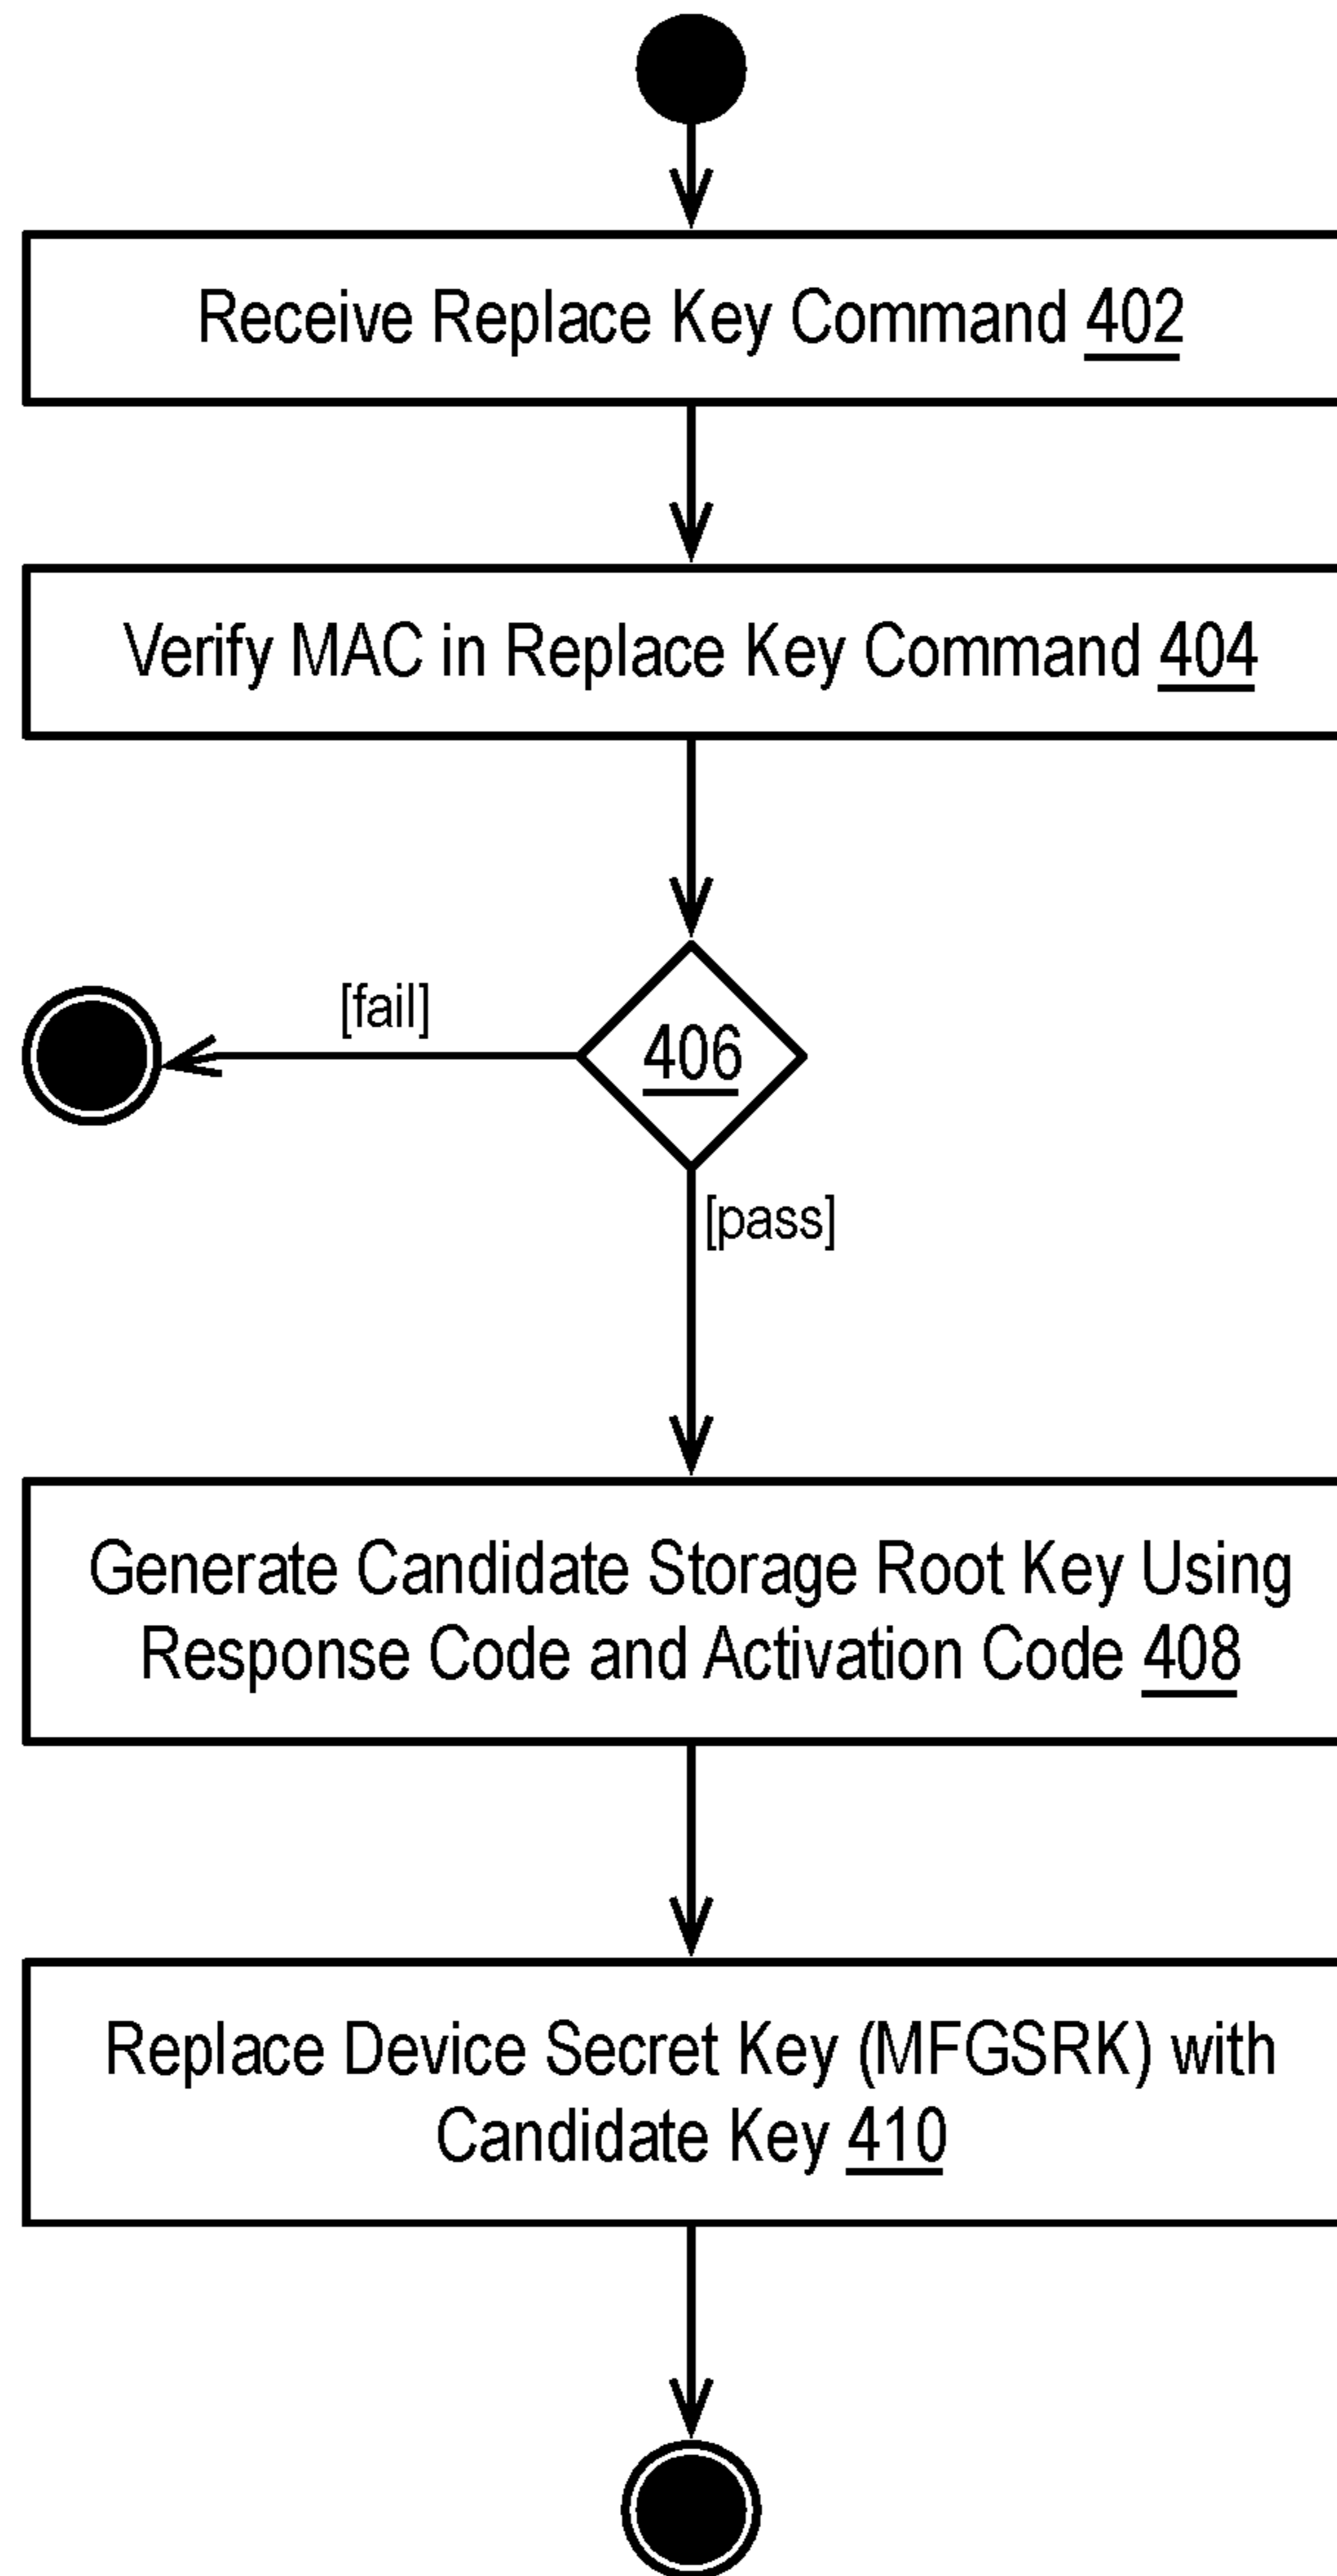 Receive Replace Key Command 402
Verify MAC in Replace Key Command 404
[fail]
406
[pass]
Generate Candidate Storage Root Key Using
Response Code and Activation Code 408
Replace Device Secret Key (MFGSRK) with
Candidate Key 410